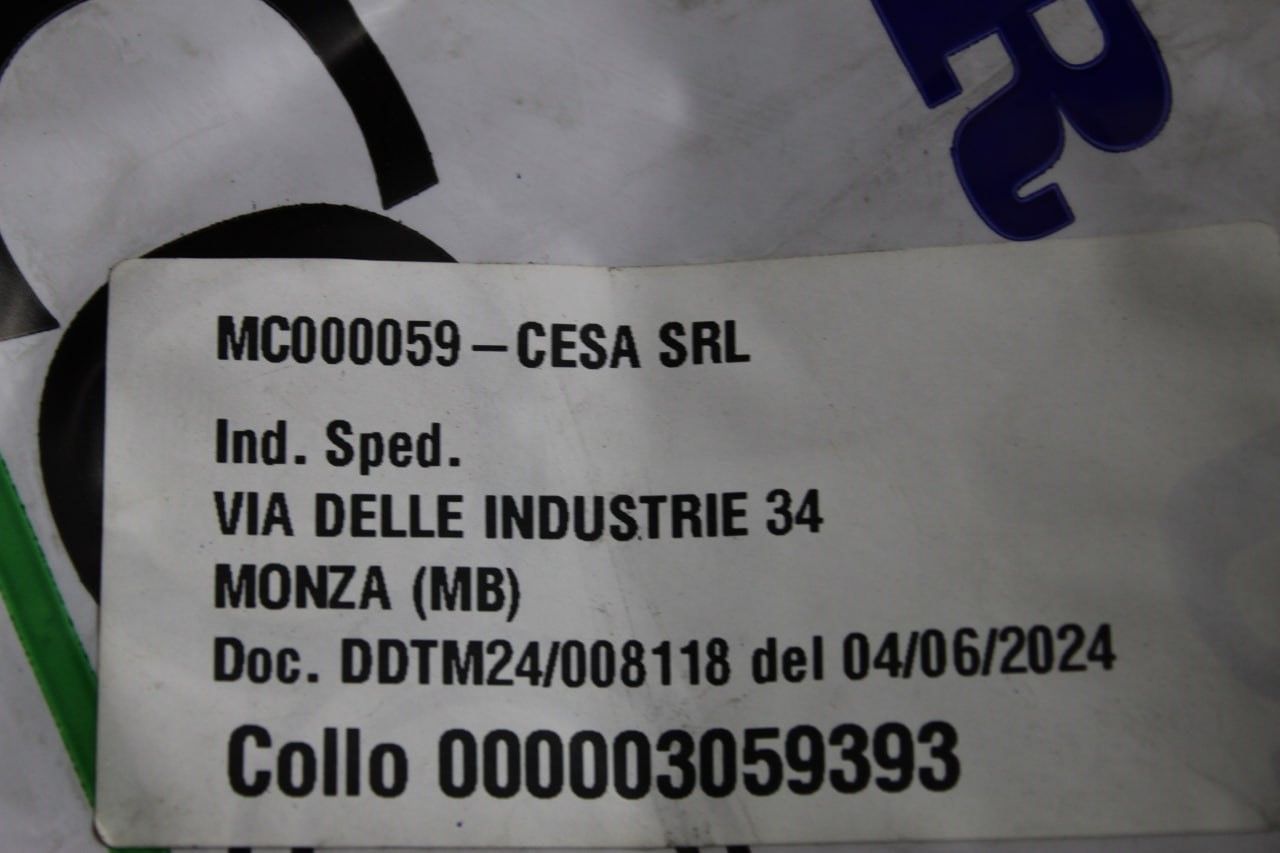 R
MC000059 – CESA SRL
Ind. Sped.
VIA DELLE INDUSTRIE 34
MONZA (MB)
Doc. DDTM24/008118 del 04/06/2024
Collo 000003059393